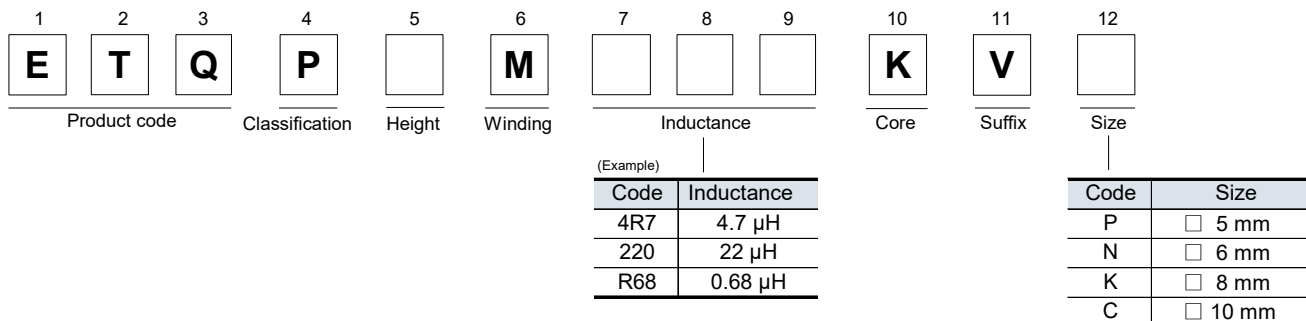 1 2 3 4 5 6 7 8 9 10 11 12
E T Q P M K V
Product code Classification Height Winding Inductance Core Suffix Size
(Example)
Code Inductance
4R7 4.7 µH
220 22 µH
R68 0.68 µH
Code Size
P □ 5 mm
N □ 6 mm
K □ 8 mm
C □ 10 mm